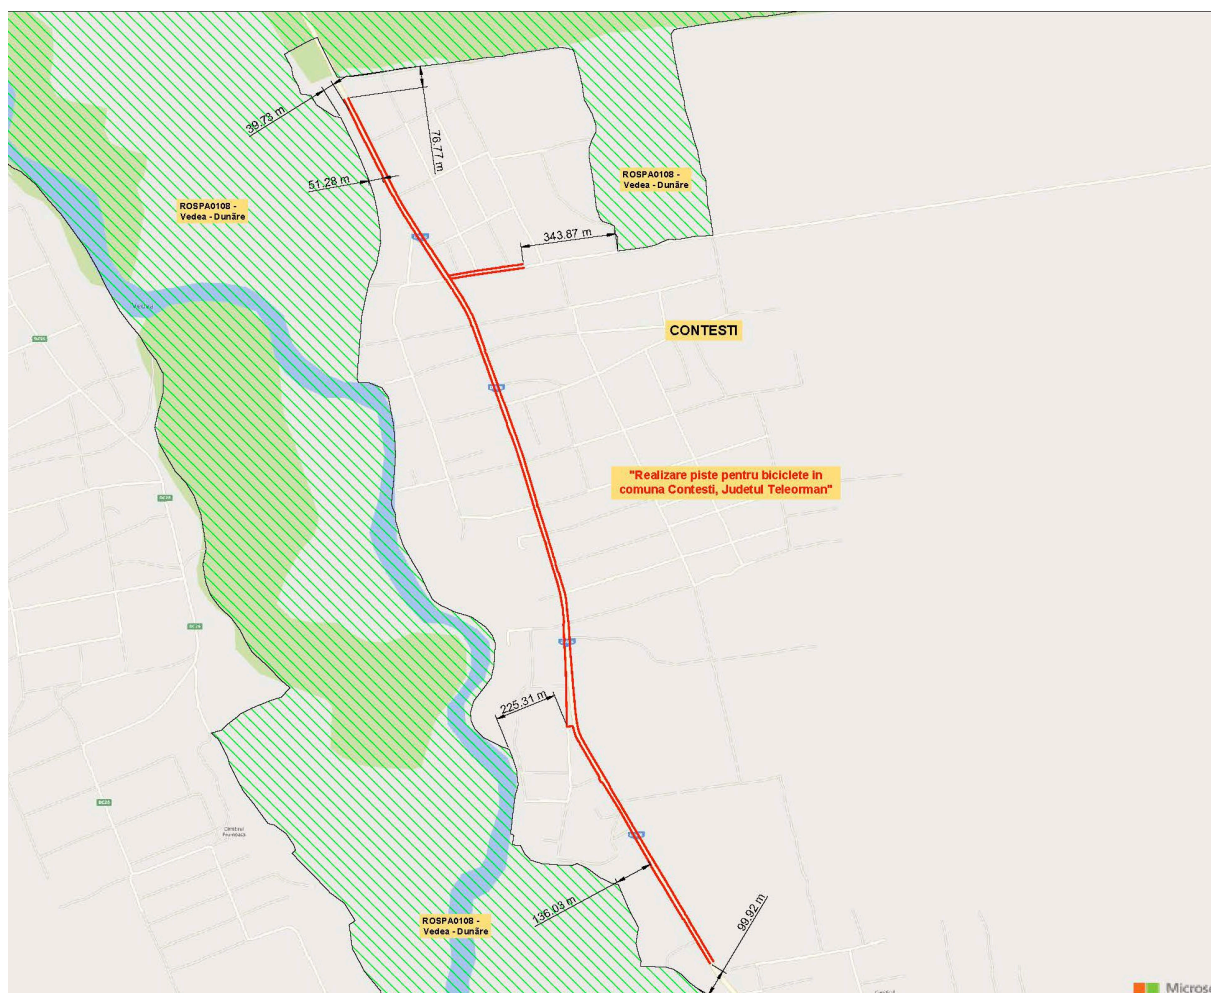 39.73 m
76.77 m
51.28 m
ROSPA0108 -
Vedea - Dunăre
ROSPA0108 -
Vedea - Dunăre
343.87 m
Vedea
CONTESTI
"Realizare piste pentru biciclete in
comuna Contesti, Judetul Teleorman"
225.31 m
136.03 m
99.92 m
ROSPA0108 -
Vedea - Dunăre
Micros